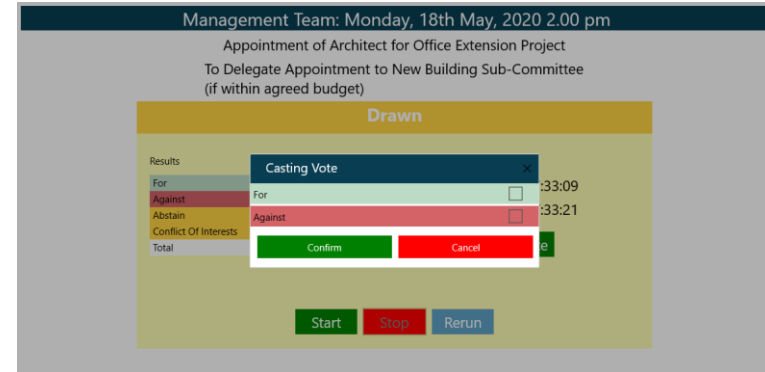 Management Team: Monday, 18th May, 2020 2.00 pm
Appointment of Architect for Office Extension Project
To Delegate Appointment to New Building Sub-Committee
(if within agreed budget)
Drawn
Results
Casting Vote ×
For
:33:09
For
Against
:33:21
Abstain
Against
Conflict Of Interests
Total
Confirm Cancel
e
Start Stop Rerun